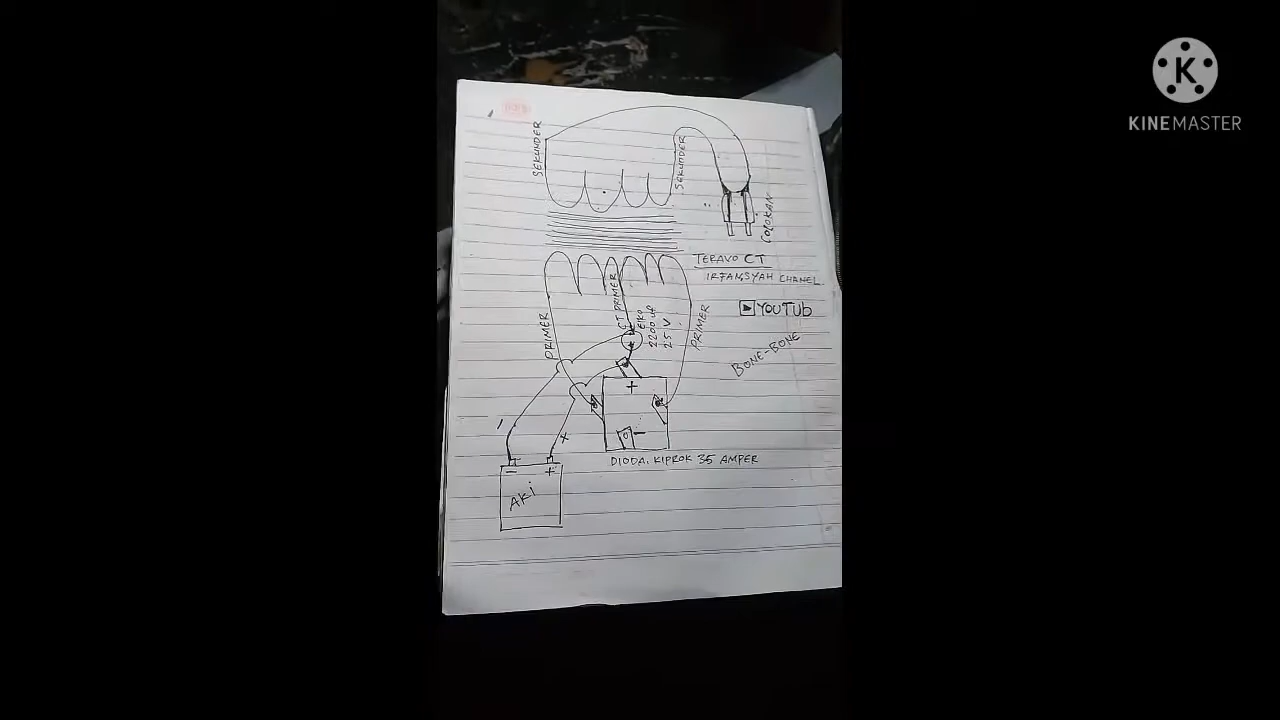 KINEMASTER
SEKUNDER
SEKUNDER
COLOKAN
TERAVO CT
IRFANSYAH CHANEL
YOUTUb
BONE-BONE
PRIMER
CT PRIMER
Elko
2200 uf
25 V
PRIMER
+
-
-
+
- +
AKi
DIODA. KIPROK 35 AMPER